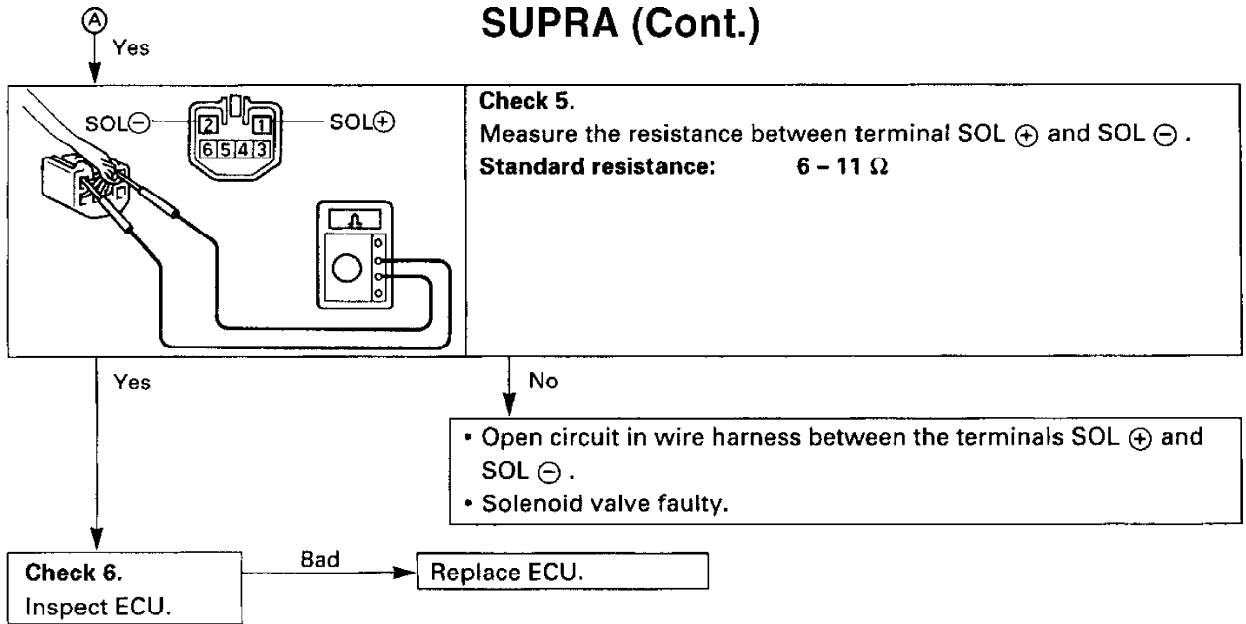 SUPRA (Cont.)
Ⓐ
Yes
SOL⊖
SOL⊕
2 1
6 5 4 3
Ω
Check 5.
Measure the resistance between terminal SOL ⊕ and SOL ⊖ .
Standard resistance: 6 – 11 Ω
Yes
No
• Open circuit in wire harness between the terminals SOL ⊕ and
SOL ⊖ .
• Solenoid valve faulty.
Check 6.
Inspect ECU.
Bad
Replace ECU.